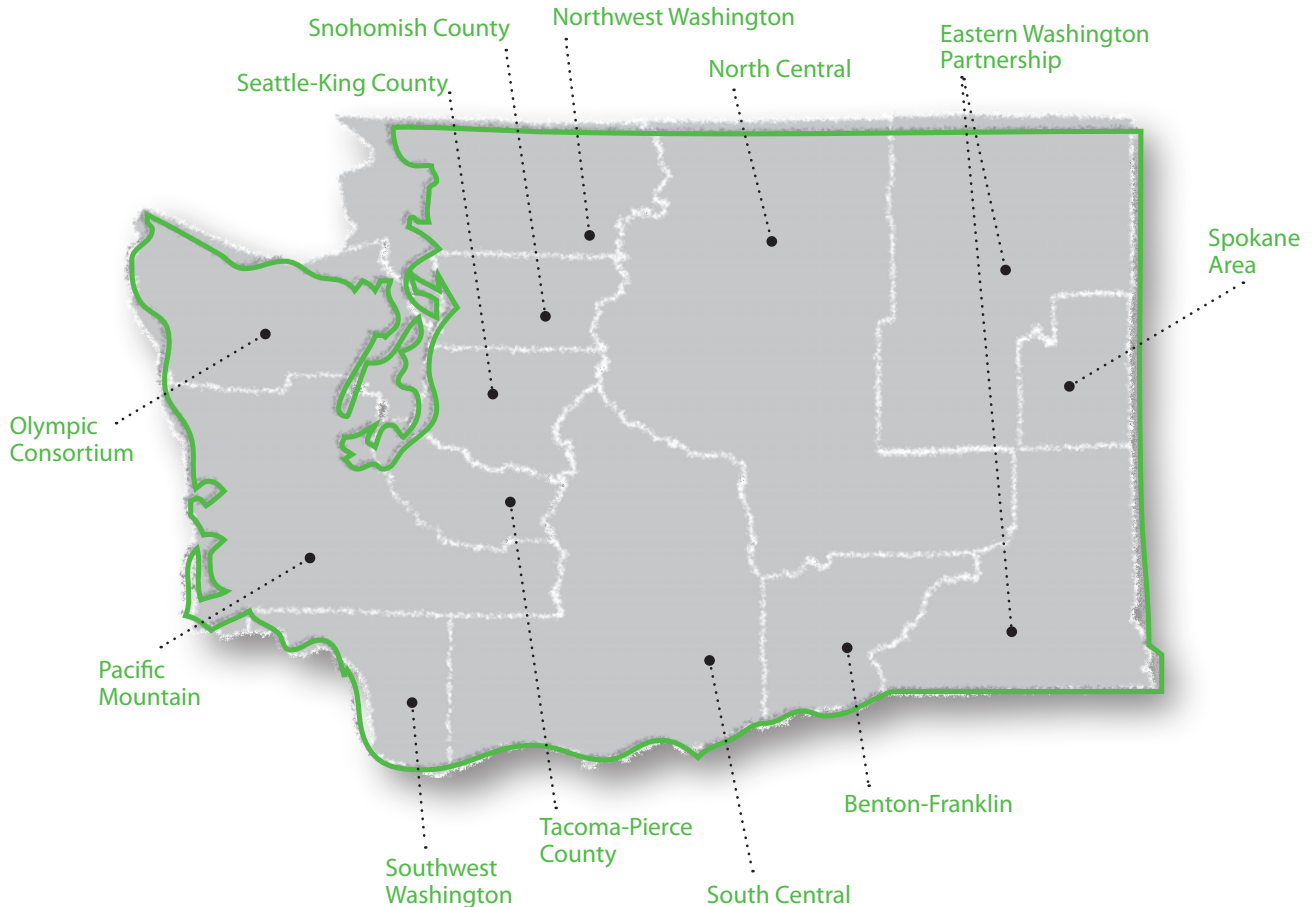 Northwest Washington
Snohomish County
Eastern Washington
Partnership
North Central
Seattle-King County
Spokane
Area
Olympic
Consortium
Pacific
Mountain
Benton-Franklin
Tacoma-Pierce
County
Southwest
Washington
South Central